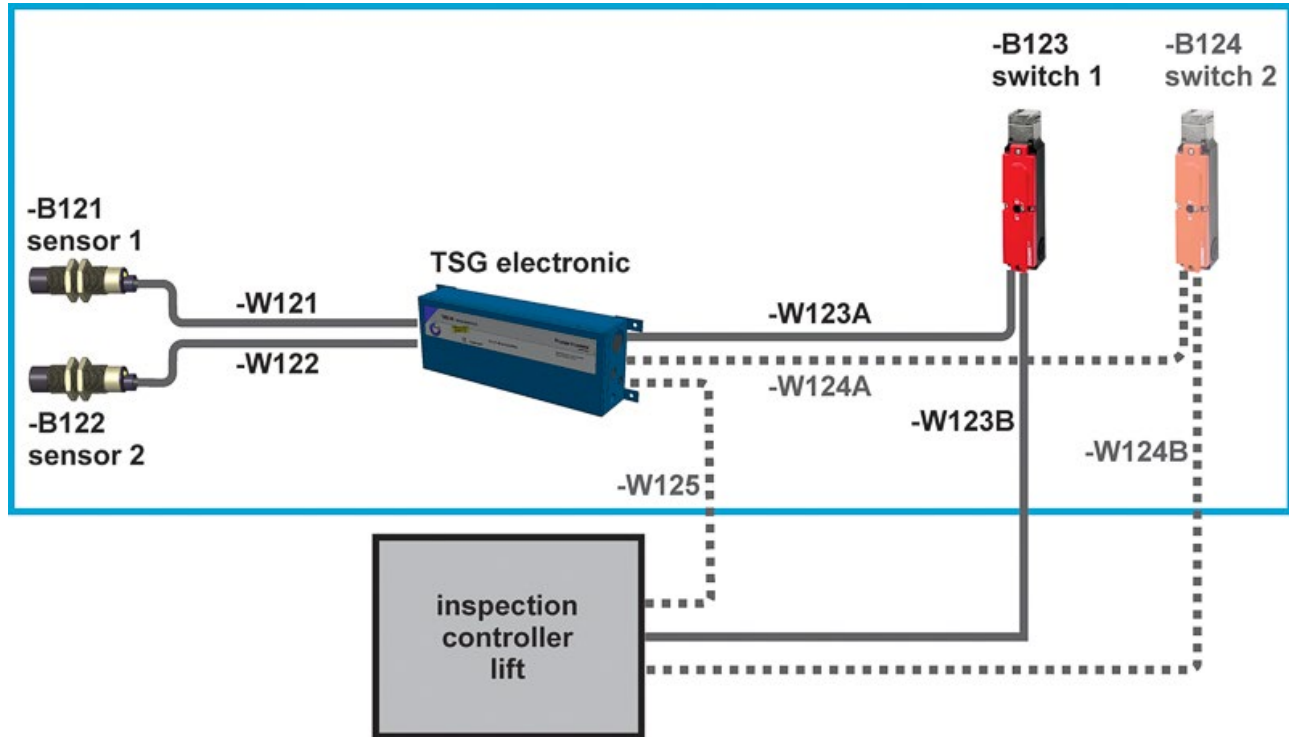 -B123
switch 1
-B124
switch 2
-B121
sensor 1
TSG electronic
-W121
-W123A
-W122
-W124A
-B122
sensor 2
-W123B
-W124B
-W125
inspection
controller
lift